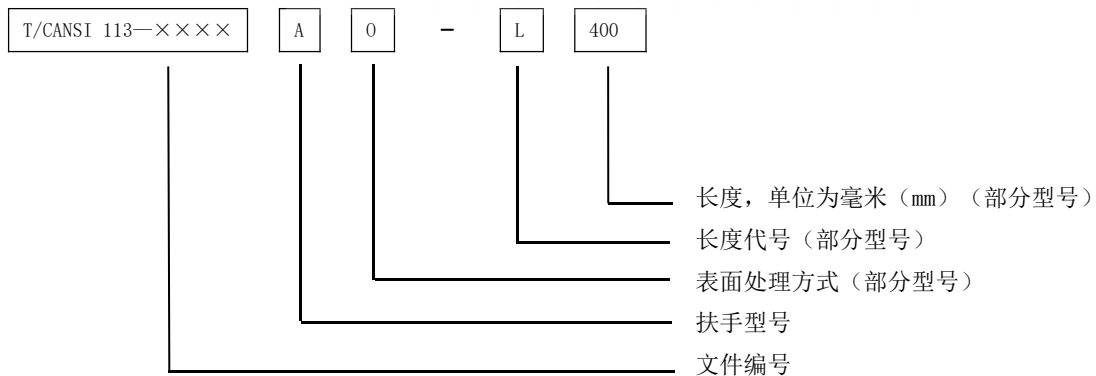 T/CANSI 113—×××× A O - L 400
长度，单位为毫米（mm）（部分型号）
长度代号（部分型号）
表面处理方式（部分型号）
扶手型号
文件编号